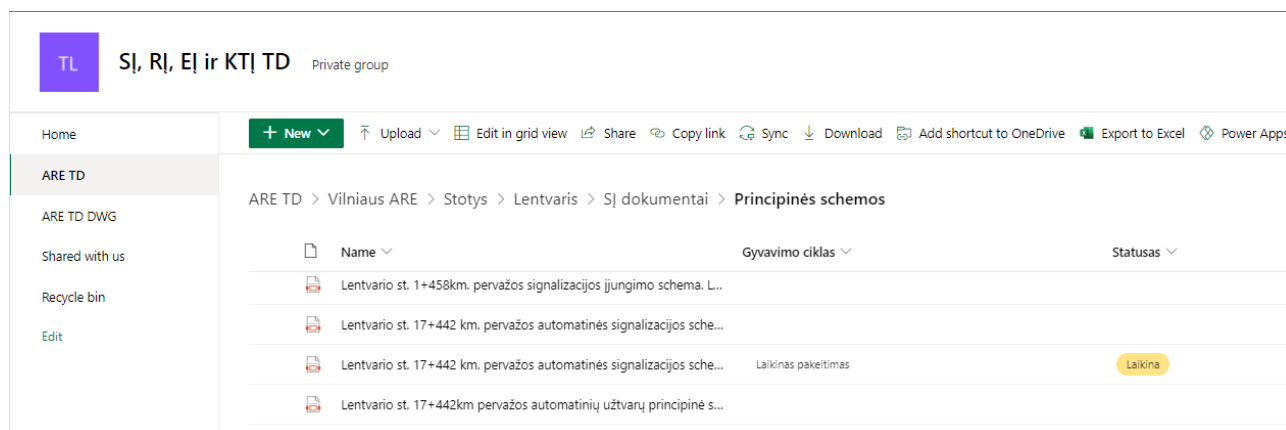 TL SĮ, RĮ, EĮ ir KTĮ TD Private group
Home
ARE TD
ARE TD DWG
Shared with us
Recycle bin
Edit
New Upload Edit in grid view Share Copy link Sync Download Add shortcut to OneDrive Export to Excel Power Apps
ARE TD > Vilniaus ARE > Stotys > Lentvaris > SĮ dokumentai > Principinės schemos
Name Gyvavimo ciklas Statusas
Lentvario st. 1+458km. pervažos signalizacijos įjungimo schema. L...
Lentvario st. 17+442 km. pervažos automatinės signalizacijos sche...
Lentvario st. 17+442 km. pervažos automatinės signalizacijos sche... Laikinas pakeitimas Laikina
Lentvario st. 17+442km pervažos automatinių užtvarų principinė s...